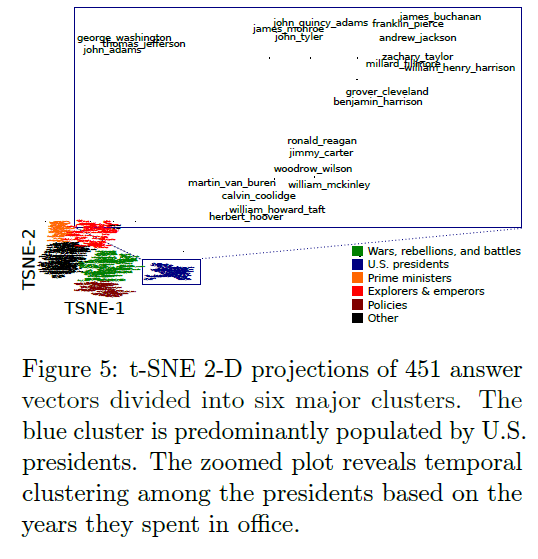 james_buchanan
john_quincy_adams
franklin_pierce
james_monroe
george_washington
john_tyler
andrew_jackson
thomas_jefferson
john_adams
zachary_taylor
millard_fillmore
william_henry_harrison
grover_cleveland
benjamin_harrison
ronald_reagan
jimmy_carter
woodrow_wilson
martin_van_buren
william_mckinley
calvin_coolidge
william_howard_taft
herbert_hoover
TSNE-2
TSNE-1
Wars, rebellions, and battles
U.S. presidents
Prime ministers
Explorers & emperors
Policies
Other
Figure 5: t-SNE 2-D projections of 451 answer
vectors divided into six major clusters. The
blue cluster is predominantly populated by U.S.
presidents. The zoomed plot reveals temporal
clustering among the presidents based on the
years they spent in office.